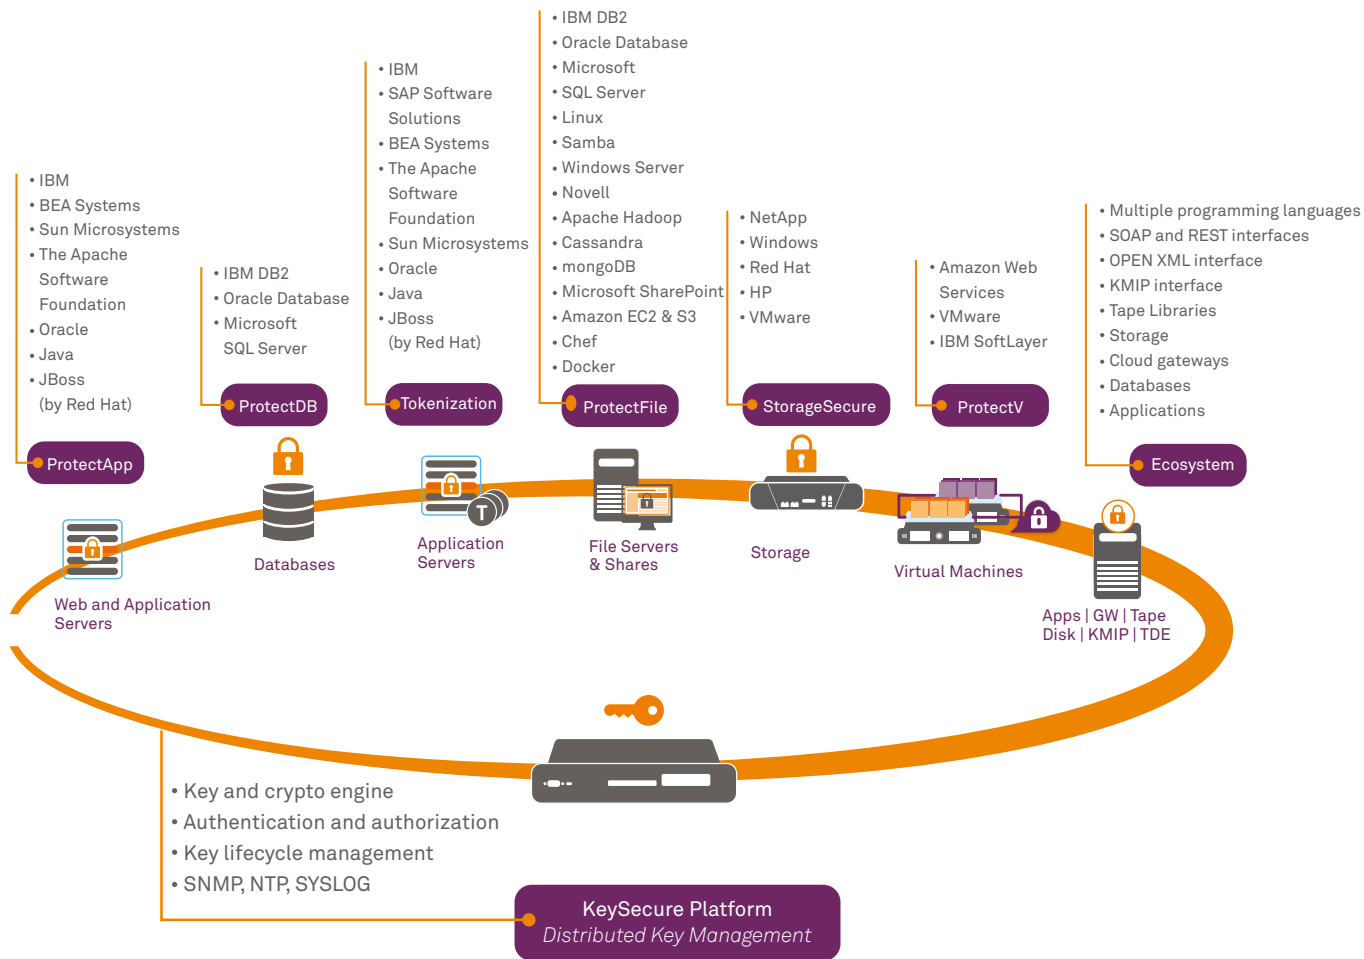 • IBM
• BEA Systems
• Sun Microsystems
• The Apache
Software
Foundation
• Oracle
• Java
• JBoss
(by Red Hat)
ProtectApp
Web and Application
Servers
• IBM DB2
• Oracle Database
• Microsoft
SQL Server
ProtectDB
Databases
• IBM
• SAP Software
Solutions
• BEA Systems
• The Apache
Software
Foundation
• Sun Microsystems
• Oracle
• Java
• JBoss
(by Red Hat)
Tokenization
T
Application
Servers
• IBM DB2
• Oracle Database
• Microsoft
• SQL Server
• Linux
• Samba
• Windows Server
• Novell
• Apache Hadoop
• Cassandra
• mongoDB
• Microsoft SharePoint
• Amazon EC2 & S3
• Chef
• Docker
ProtectFile
File Servers
& Shares
• NetApp
• Windows
• Red Hat
• HP
• VMware
StorageSecure
Storage
• Amazon Web
Services
• VMware
• IBM SoftLayer
ProtectV
Virtual Machines
• Multiple programming languages
• SOAP and REST interfaces
• OPEN XML interface
• KMIP interface
• Tape Libraries
• Storage
• Cloud gateways
• Databases
• Applications
Ecosystem
Apps | GW | Tape
Disk | KMIP | TDE
• Key and crypto engine
• Authentication and authorization
• Key lifecycle management
• SNMP, NTP, SYSLOG
KeySecure Platform
Distributed Key Management